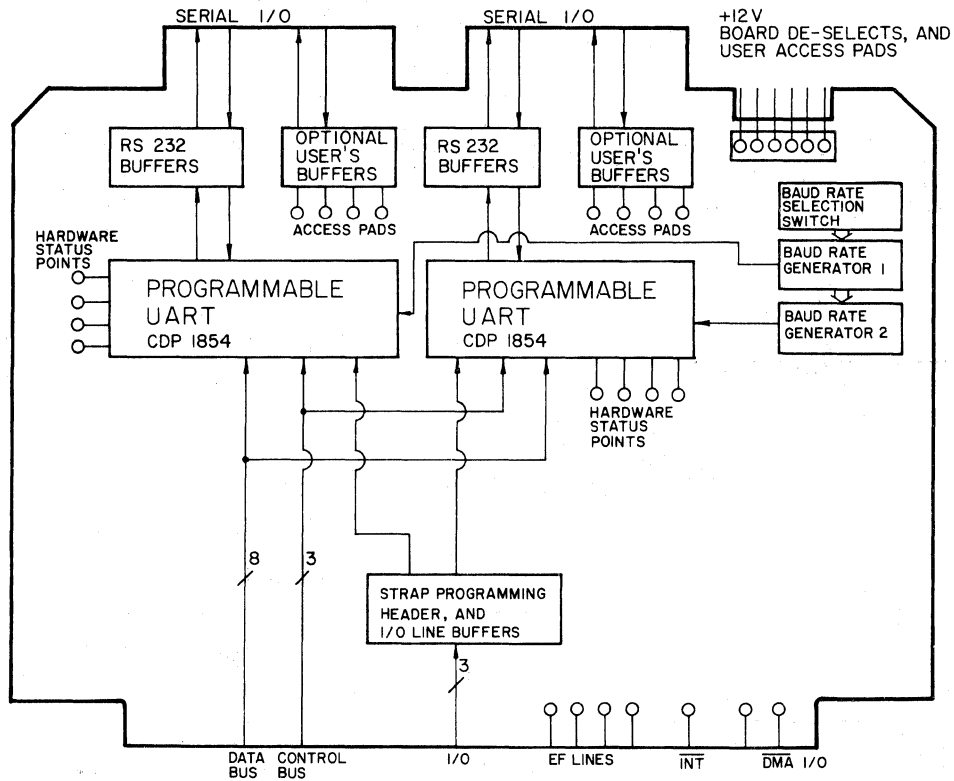 SERIAL I/O
SERIAL I/O
+12V
BOARD DE-SELECTS, AND
USER ACCESS PADS
RS 232
BUFFERS
OPTIONAL
USER'S
BUFFERS
RS 232
BUFFERS
OPTIONAL
USER'S
BUFFERS
BAUD RATE
SELECTION
SWITCH
ACCESS PADS
ACCESS PADS
HARDWARE
STATUS
POINTS
BAUD RATE
GENERATOR 1
PROGRAMMABLE
UART
CDP 1854
PROGRAMMABLE
UART
CDP 1854
BAUD RATE
GENERATOR 2
HARDWARE
STATUS
POINTS
8
3
STRAP PROGRAMMING
HEADER, AND
I/O LINE BUFFERS
3
DATA
BUS
CONTROL
BUS
I/O
EF LINES
INT
DMA I/O